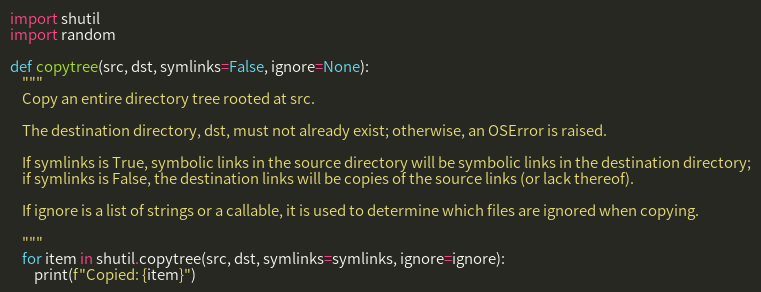 import shutil
import random

def copytree(src, dst, symlinks=False, ignore=None):
    """
    Copy an entire directory tree rooted at src.

    The destination directory, dst, must not already exist; otherwise, an OSError is raised.

    If symlinks is True, symbolic links in the source directory will be symbolic links in the destination directory;
    if symlinks is False, the destination links will be copies of the source links (or lack thereof).

    If ignore is a list of strings or a callable, it is used to determine which files are ignored when copying.

    """
    for item in shutil.copytree(src, dst, symlinks=symlinks, ignore=ignore):
        print(f"Copied: {item}")